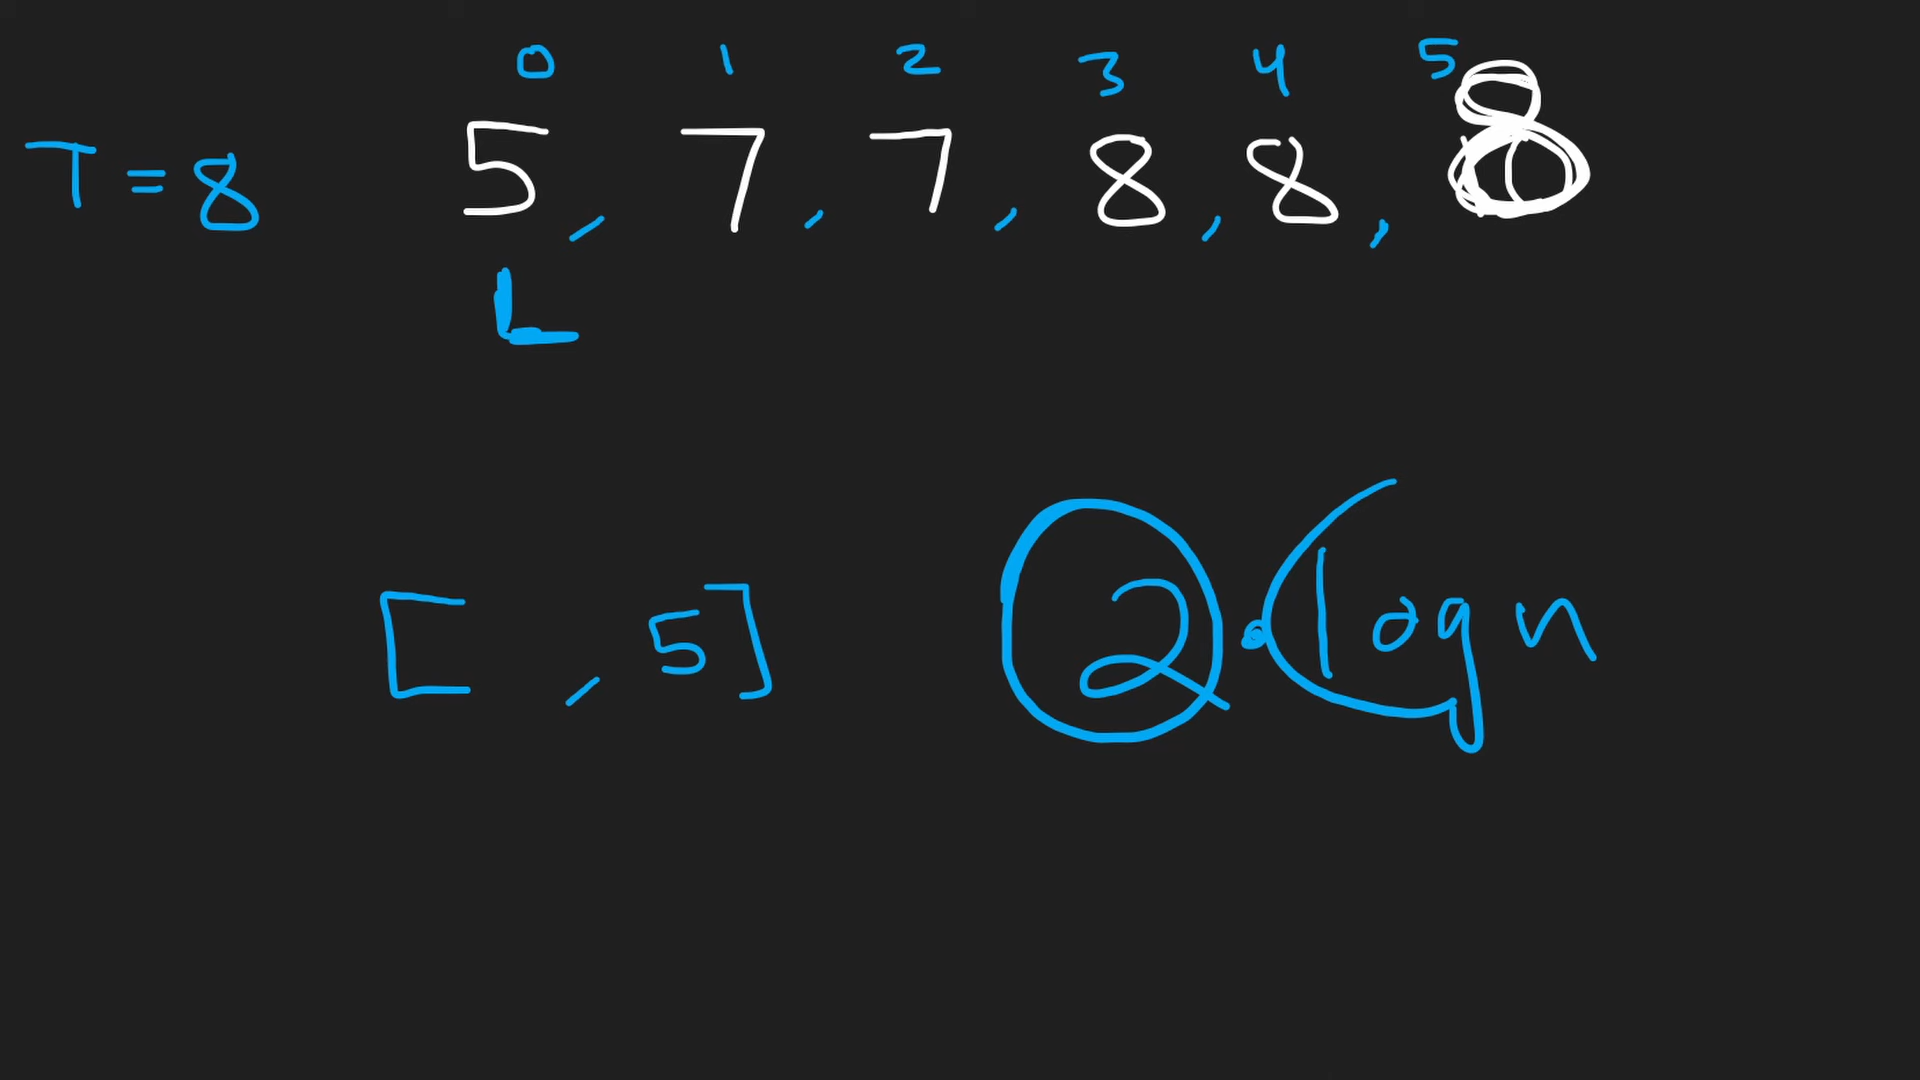 0 1 2 3 4 5
T = 8 5, 7, 7, 8, 8, 8
L
[ , 5] 2 · (log n